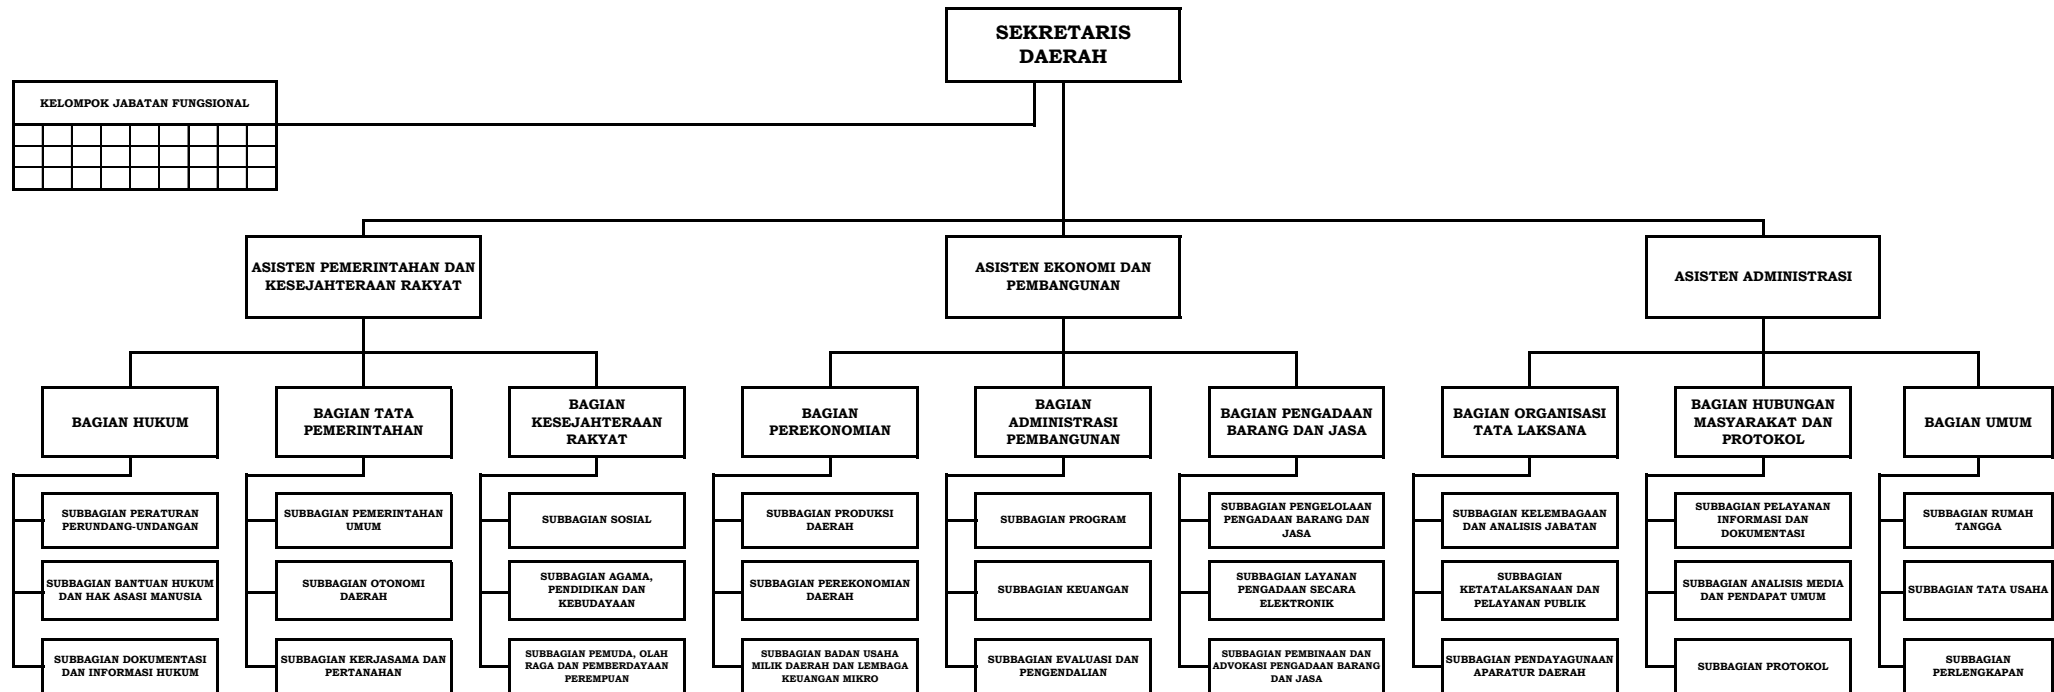 SEKRETARIS
DAERAH
KELOMPOK JABATAN FUNGSIONAL
ASISTEN PEMERINTAHAN DAN
KESEJAHTERAAN RAKYAT
ASISTEN EKONOMI DAN
PEMBANGUNAN
ASISTEN ADMINISTRASI
BAGIAN HUKUM
BAGIAN TATA
PEMERINTAHAN
BAGIAN
KESEJAHTERAAN
RAKYAT
BAGIAN
PEREKONOMIAN
BAGIAN
ADMINISTRASI
PEMBANGUNAN
BAGIAN PENGADAAN
BARANG DAN JASA
BAGIAN ORGANISASI
TATA LAKSANA
BAGIAN HUBUNGAN
MASYARAKAT DAN
PROTOKOL
BAGIAN UMUM
SUBBAGIAN PERATURAN
PERUNDANG-UNDANGAN
SUBBAGIAN PEMERINTAHAN
UMUM
SUBBAGIAN SOSIAL
SUBBAGIAN PRODUKSI
DAERAH
SUBBAGIAN PROGRAM
SUBBAGIAN PENGELOLAAN
PENGADAAN BARANG DAN
JASA
SUBBAGIAN KELEMBAGAAN
DAN ANALISIS JABATAN
SUBBAGIAN PELAYANAN
INFORMASI DAN
DOKUMENTASI
SUBBAGIAN RUMAH
TANGGA
SUBBAGIAN BANTUAN HUKUM
DAN HAK ASASI MANUSIA
SUBBAGIAN OTONOMI
DAERAH
SUBBAGIAN AGAMA,
PENDIDIKAN DAN
KEBUDAYAAN
SUBBAGIAN PEREKONOMIAN
DAERAH
SUBBAGIAN KEUANGAN
SUBBAGIAN LAYANAN
PENGADAAN SECARA
ELEKTRONIK
SUBBAGIAN
KETATALAKSANAAN DAN
PELAYANAN PUBLIK
SUBBAGIAN ANALISIS MEDIA
DAN PENDAPAT UMUM
SUBBAGIAN TATA USAHA
SUBBAGIAN DOKUMENTASI
DAN INFORMASI HUKUM
SUBBAGIAN KERJASAMA DAN
PERTANAHAN
SUBBAGIAN PEMUDA, OLAH
RAGA DAN PEMBERDAYAAN
PEREMPUAN
SUBBAGIAN BADAN USAHA
MILIK DAERAH DAN LEMBAGA
KEUANGAN MIKRO
SUBBAGIAN EVALUASI DAN
PENGENDALIAN
SUBBAGIAN PEMBINAAN DAN
ADVOKASI PENGADAAN BARANG
DAN JASA
SUBBAGIAN PENDAYAGUNAAN
APARATUR DAERAH
SUBBAGIAN PROTOKOL
SUBBAGIAN
PERLENGKAPAN